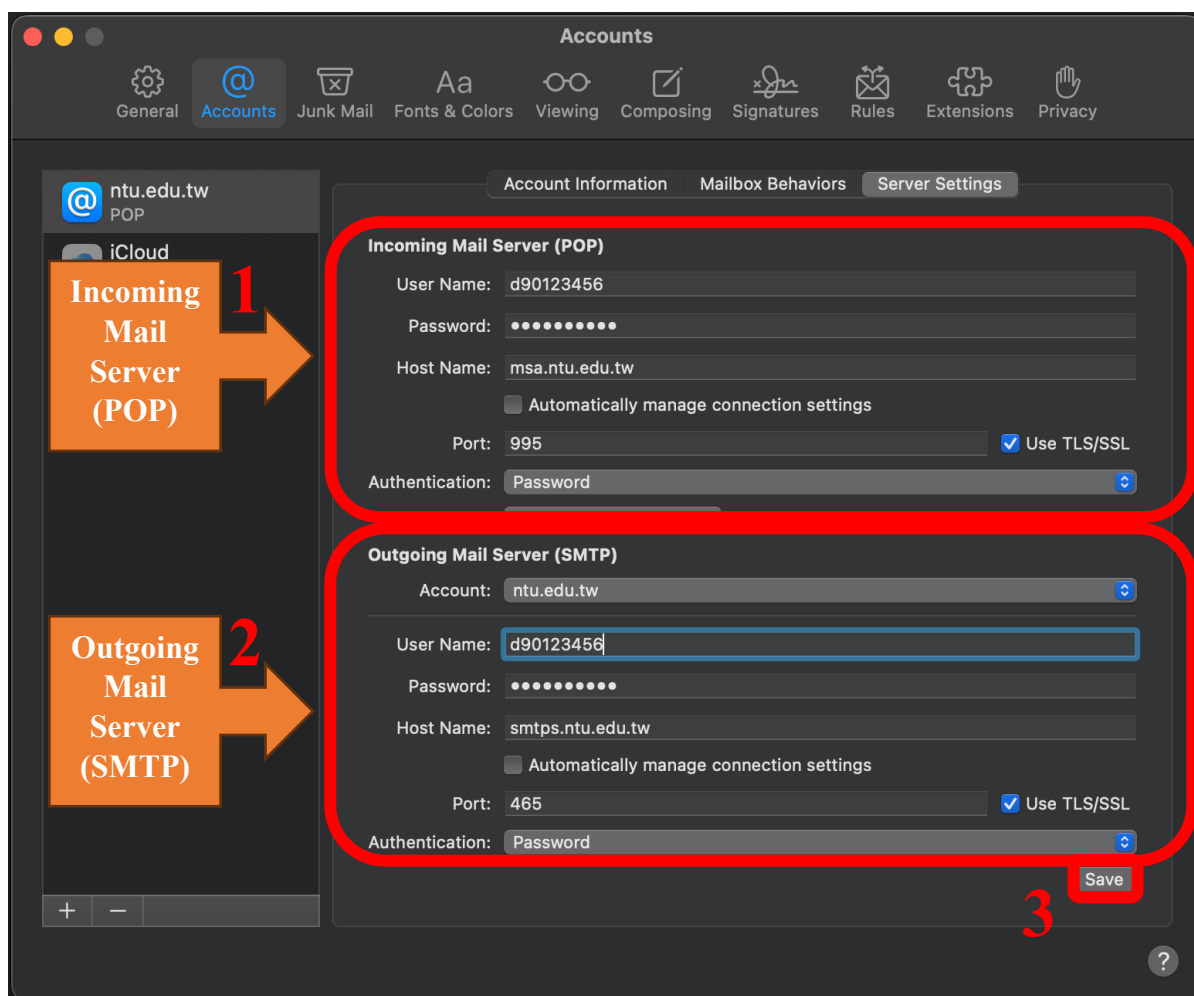 Accounts
General Accounts Junk Mail Fonts & Colors Viewing Composing Signatures Rules Extensions Privacy
ntu.edu.tw
POP
iCloud
Account Information Mailbox Behaviors Server Settings
1
Incoming
Mail
Server
(POP)
Incoming Mail Server (POP)
User Name: d90123456
Password: ●●●●●●●●●●
Host Name: msa.ntu.edu.tw
Automatically manage connection settings
Port: 995 Use TLS/SSL
Authentication: Password
2
Outgoing
Mail
Server
(SMTP)
Outgoing Mail Server (SMTP)
Account: ntu.edu.tw
User Name: d90123456
Password: ●●●●●●●●●●
Host Name: smtps.ntu.edu.tw
Automatically manage connection settings
Port: 465 Use TLS/SSL
Authentication: Password
3
Save
+ −
?